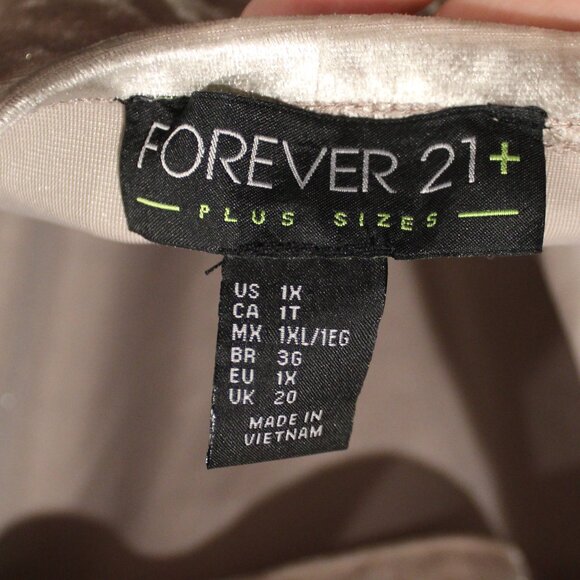 FOREVER 21+
PLUS SIZES
US 1X
CA 1T
MX 1XL/1EG
BR 3G
EU 1X
UK 20
MADE IN
VIETNAM